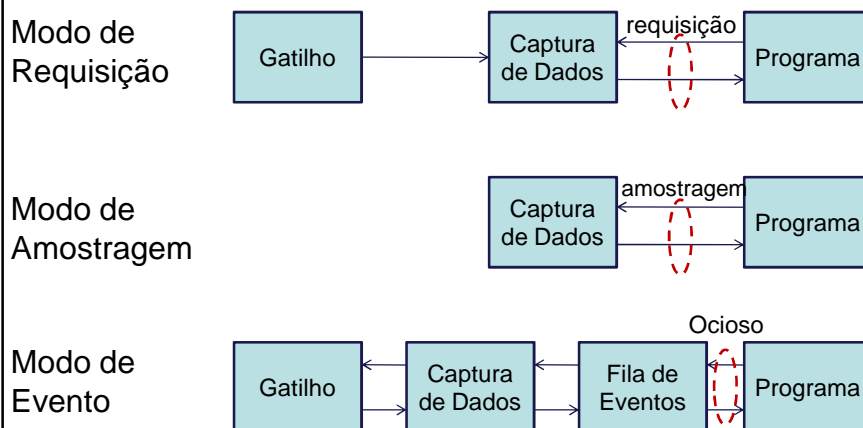 Modo de
Requisição
Gatilho
Captura
de Dados
requisição
Programa
Modo de
Amostragem
Captura
de Dados
amostragem
Programa
Modo de
Evento
Gatilho
Captura
de Dados
Fila de
Eventos
Ocioso
Programa